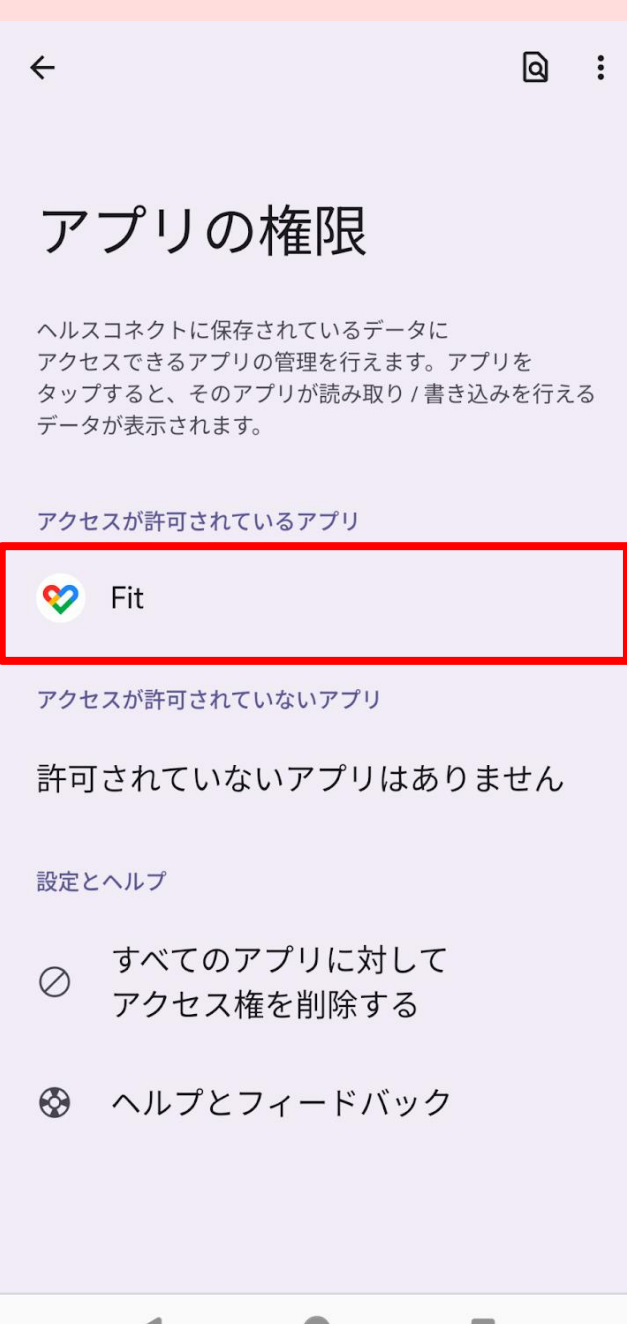 アプリの権限
ヘルスコネクトに保存されているデータに
アクセスできるアプリの管理を行えます。アプリを
タップすると、そのアプリが読み取り / 書き込みを行える
データが表示されます。
アクセスが許可されているアプリ
Fit
アクセスが許可されていないアプリ
許可されていないアプリはありません
設定とヘルプ
すべてのアプリに対して
アクセス権を削除する
ヘルプとフィードバック